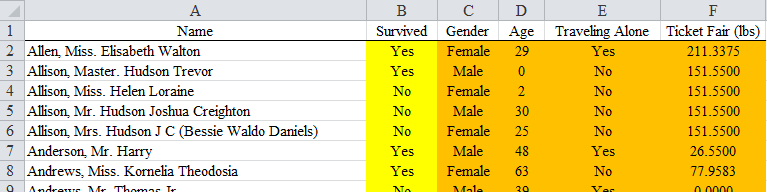 A B C D E F
1 Name Survived Gender Age Traveling Alone Ticket Fair (lbs)
2 Allen, Miss. Elisabeth Walton Yes Female 29 Yes 211.3375
3 Allison, Master. Hudson Trevor Yes Male 0 No 151.5500
4 Allison, Miss. Helen Loraine No Female 2 No 151.5500
5 Allison, Mr. Hudson Joshua Creighton No Male 30 No 151.5500
6 Allison, Mrs. Hudson J C (Bessie Waldo Daniels) No Female 25 No 151.5500
7 Anderson, Mr. Harry Yes Male 48 Yes 26.5500
8 Andrews, Miss. Kornelia Theodosia Yes Female 63 No 77.9583
9 Andrews, Mr. Thomas Jr No Male 39 Yes 0.0000